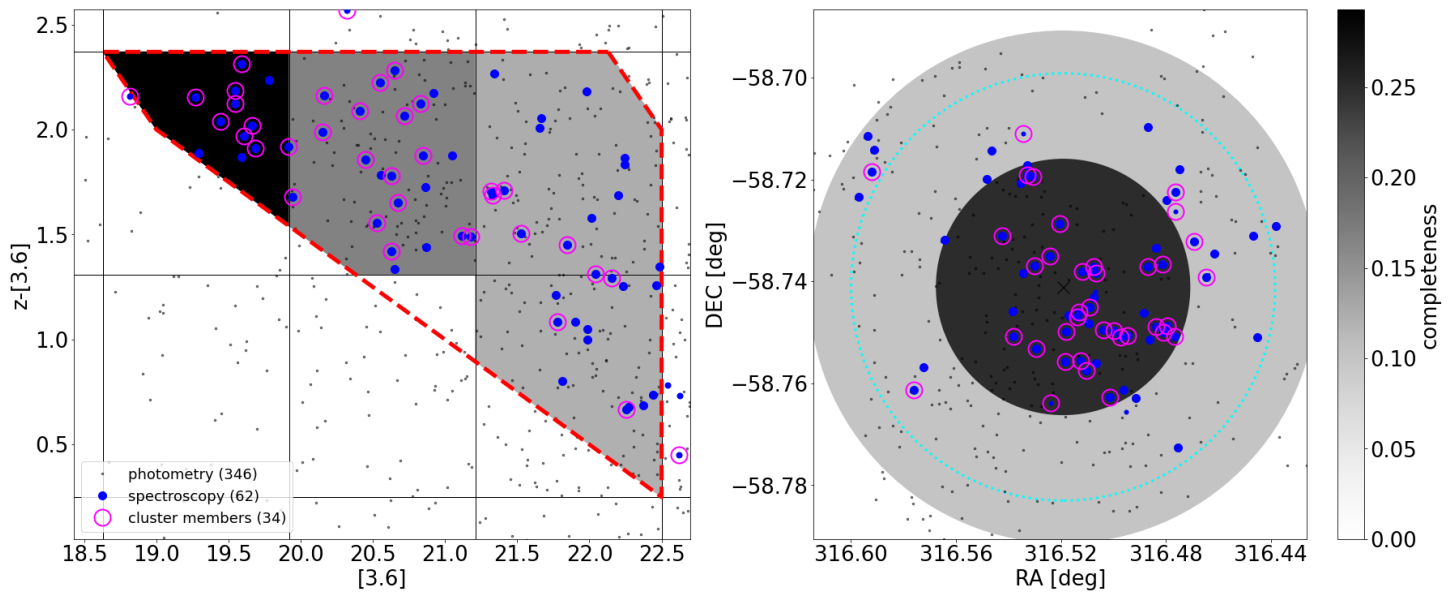 2.5
2.0
1.5
1.0
0.5
z-[3.6]
photometry (346)
spectroscopy (62)
cluster members (34)
18.5 19.0 19.5 20.0 20.5 21.0 21.5 22.0 22.5
[3.6]
−58.70
−58.72
−58.74
−58.76
−58.78
DEC [deg]
316.60 316.56 316.52 316.48 316.44
RA [deg]
0.25
0.20
0.15
0.10
0.05
0.00
completeness